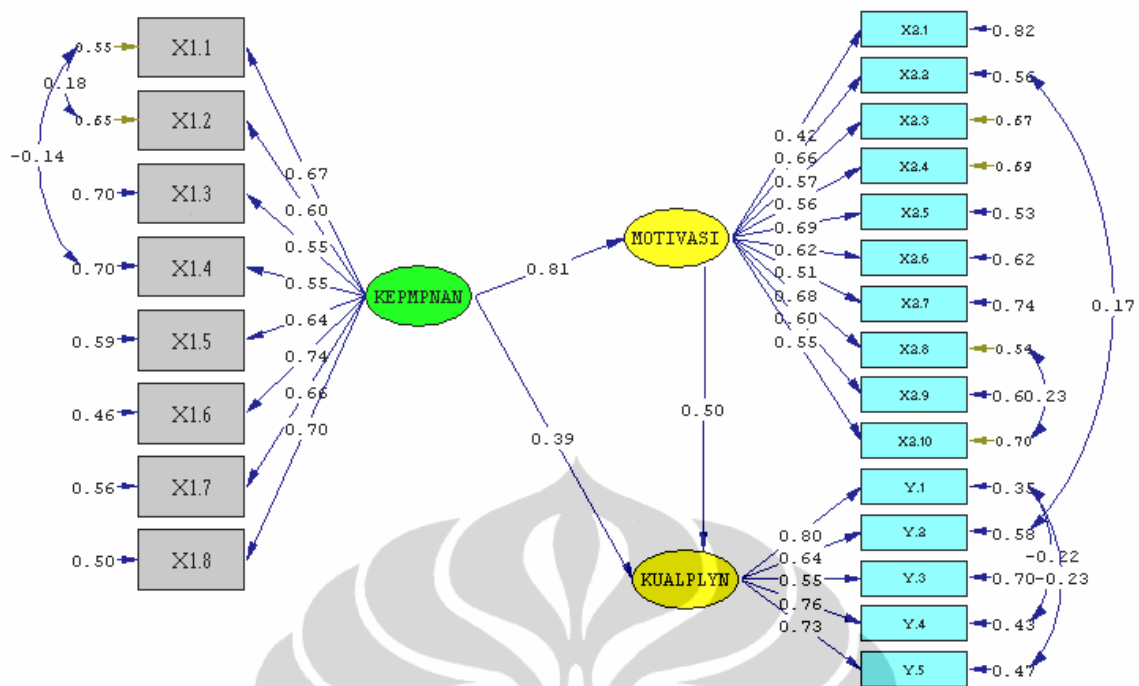 0.55
X1.1
0.18
0.65
X1.2
-0.14
0.70
X1.3
0.70
X1.4
0.59
X1.5
0.46
X1.6
0.56
X1.7
0.50
X1.8
0.67
0.60
0.55
0.55
0.64
0.74
0.66
0.70
KEPMPNAN
0.81
0.39
MOTIVASI
0.50
KUALPLYN
0.42
0.66
0.57
0.56
0.69
0.62
0.51
0.68
0.60
0.55
0.80
0.64
0.55
0.76
0.73
X2.1
0.82
X2.2
0.56
X2.3
0.67
X2.4
0.69
X2.5
0.53
X2.6
0.62
X2.7
0.74
X2.8
0.54
X2.9
0.60
0.23
X2.10
0.70
0.17
Y.1
0.35
Y.2
0.58
-0.22
Y.3
0.70
-0.23
Y.4
0.43
Y.5
0.47